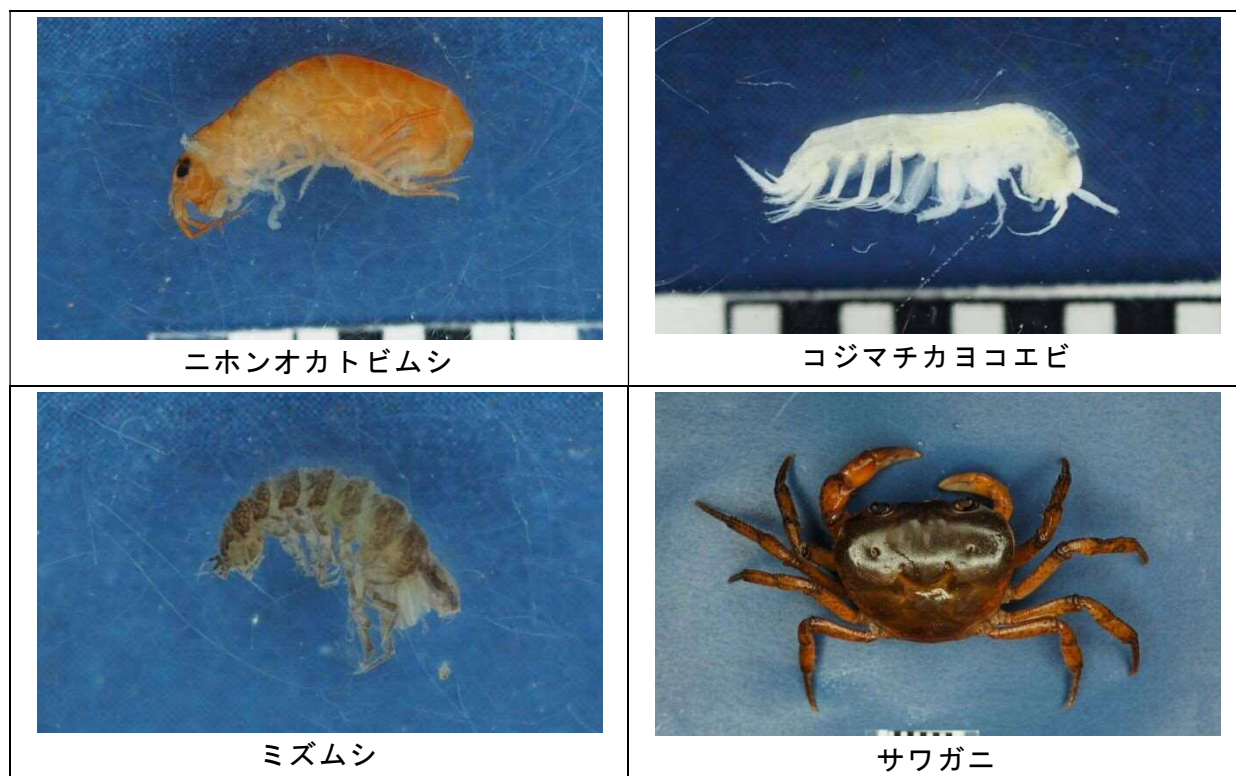 ニホンオカトビムシ
コジマチカヨコエビ
ミズムシ
サワガニ